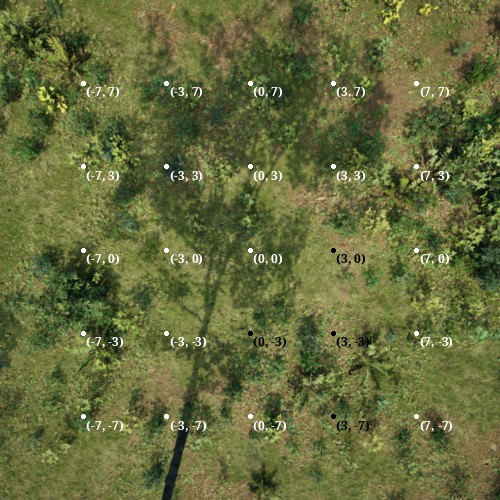 (-7, 7) (-3, 7) (0, 7) (3, 7) (7, 7)
(-7, 3) (-3, 3) (0, 3) (3, 3) (7, 3)
(-7, 0) (-3, 0) (0, 0) (3, 0) (7, 0)
(-7, -3) (-3, -3) (0, -3) (3, -3) (7, -3)
(-7, -7) (-3, -7) (0, -7) (3, -7) (7, -7)